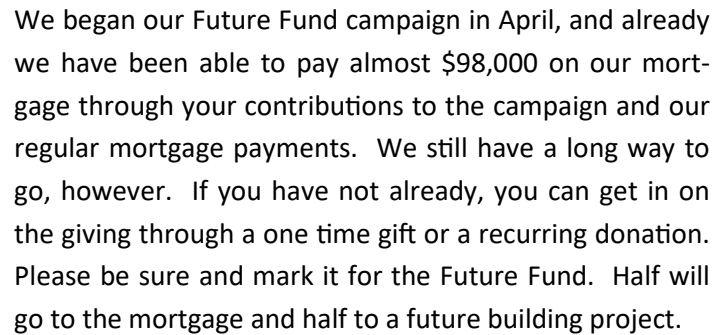 We began our Future Fund campaign in April, and already
we have been able to pay almost $98,000 on our mort-
gage through your contributions to the campaign and our
regular mortgage payments.  We still have a long way to
go, however.  If you have not already, you can get in on
the giving through a one time gift or a recurring donation.
Please be sure and mark it for the Future Fund.  Half will
go to the mortgage and half to a future building project.